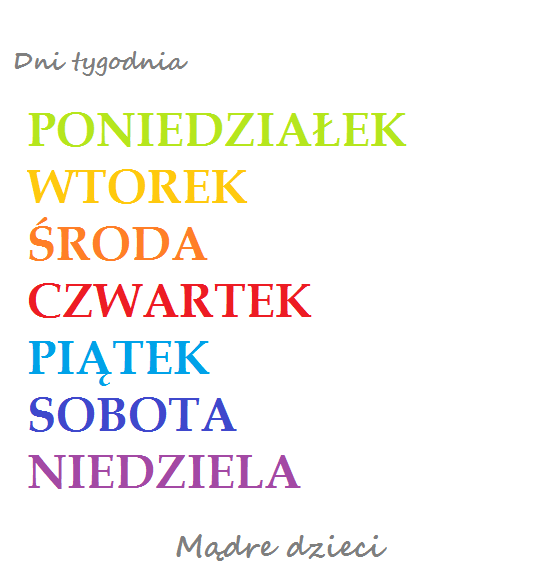 Dni tygodnia
PONIEDZIAŁEK
WTOREK
ŚRODA
CZWARTEK
PIĄTEK
SOBOTA
NIEDZIELA
Mądre dzieci